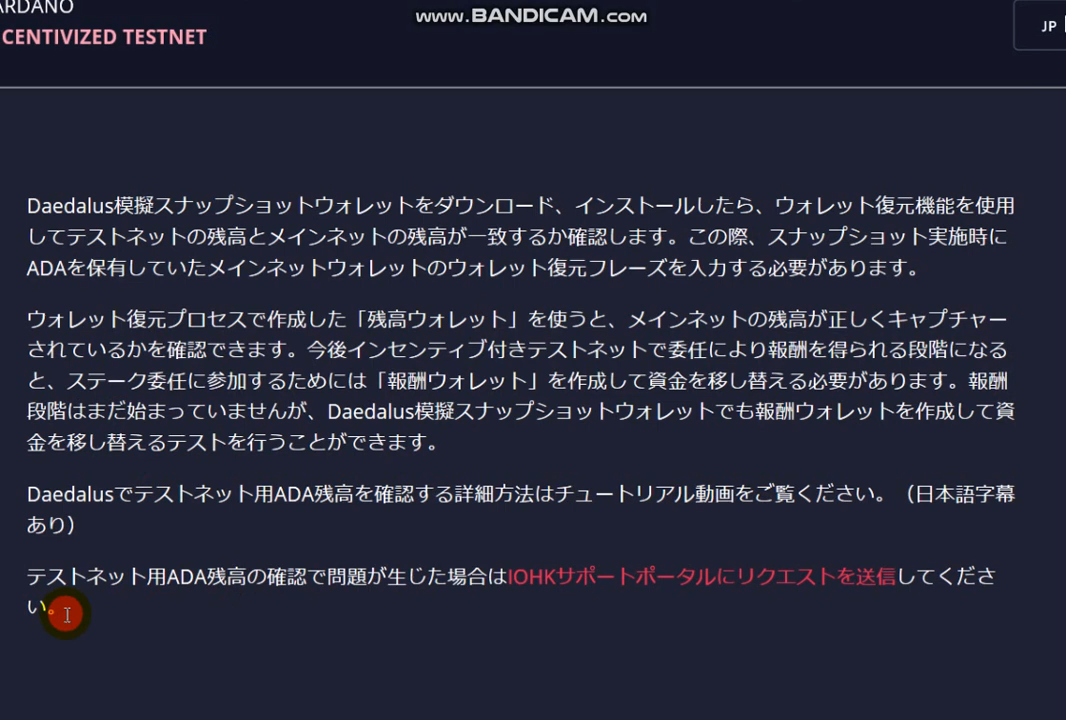 ARDANO
www.BANDICAM.com
CENTIVIZED TESTNET
JP
Daedalus模擬スナップショットウォレットをダウンロード、インストールしたら、ウォレット復元機能を使用
してテストネットの残高とメインネットの残高が一致するか確認します。この際、スナップショット実施時に
ADAを保有していたメインネットウォレットのウォレット復元フレーズを入力する必要があります。
ウォレット復元プロセスで作成した「残高ウォレット」を使うと、メインネットの残高が正しくキャプチャー
されているかを確認できます。今後インセンティブ付きテストネットで委任により報酬を得られる段階になる
と、ステーク委任に参加するためには「報酬ウォレット」を作成して資金を移し替える必要があります。報酬
段階はまだ始まっていませんが、Daedalus模擬スナップショットウォレットでも報酬ウォレットを作成して資
金を移し替えるテストを行うことができます。
Daedalusでテストネット用ADA残高を確認する詳細方法はチュートリアル動画をご覧ください。（日本語字幕
あり）
テストネット用ADA残高の確認で問題が生じた場合はIOHKサポートポータルにリクエストを送信してくださ
い。